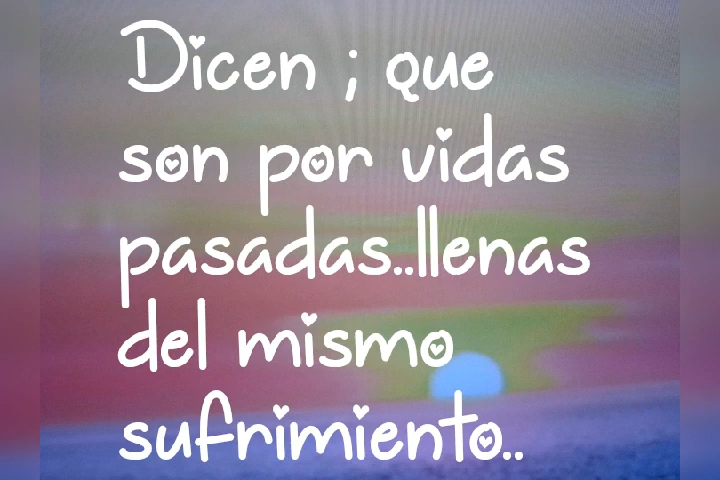 Dicen ; que
son por vidas
pasadas..llenas
del mismo
sufrimiento..